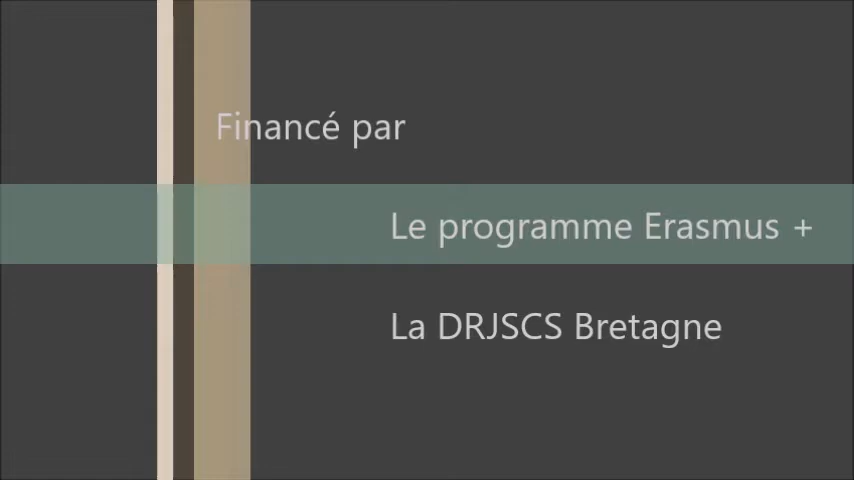 Financé par
Le programme Erasmus +
La DRJSCS Bretagne